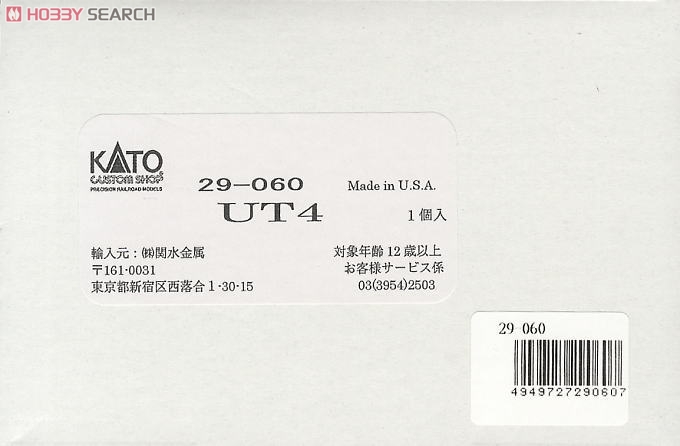 HOBBY SEARCH
KATO
CUSTOM SHOP
PRECISION RAILROAD MODELS
29-060
Made in U.S.A.
UT4
1個入
輸入元：㈱関水金属
〒161-0031
東京都新宿区西落合1-30-15
対象年齢12歳以上
お客様サービス係
03(3954)2503
29-060
4949727290607